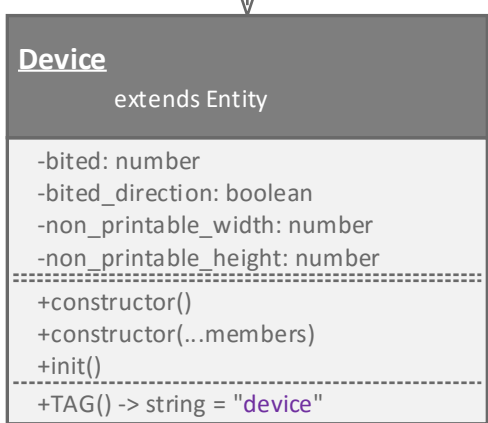 Device
extends Entity
-bited: number
-bited_direction: boolean
-non_printable_width: number
-non_printable_height: number
+constructor()
+constructor(...members)
+init()
+TAG() -> string = "device"